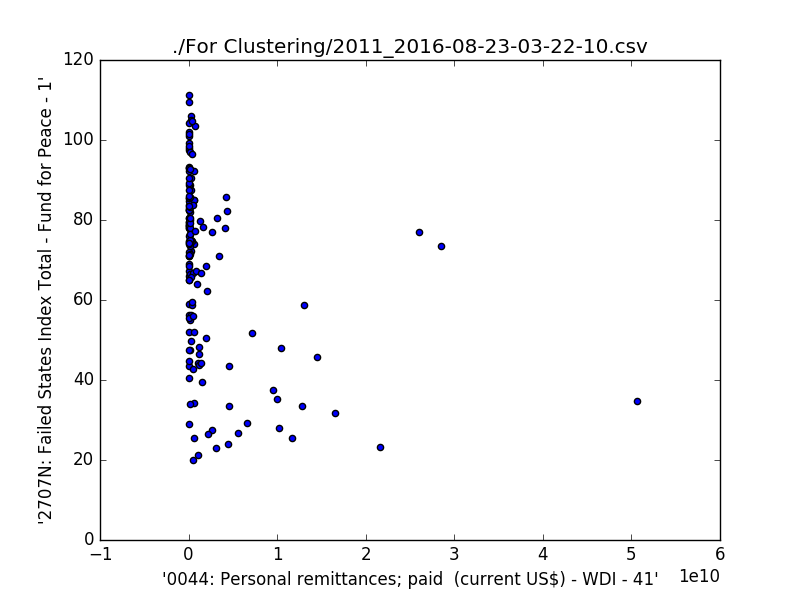 ./For Clustering/2011_2016-08-23-03-22-10.csv
'2707N: Failed States Index Total - Fund for Peace - 1'
120
100
80
60
40
20
0
−1 0 1 2 3 4 5 6
1e10
'0044: Personal remittances; paid  (current US$) - WDI - 41'